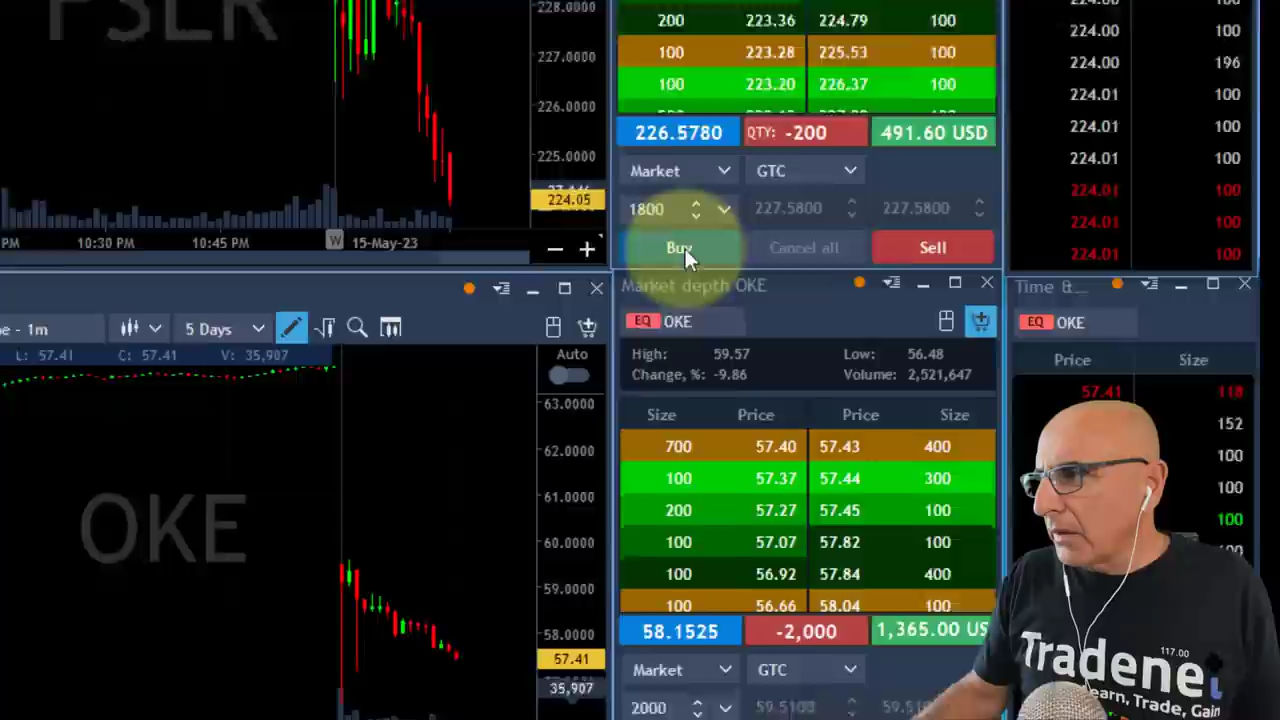 FSLR
228.0000
227.0000
226.0000
225.0000
224.05
PM
10:30 PM
10:45 PM
W
15-May-23
200 223.36 224.79 100
100 223.28 225.53 100
100 223.20 226.37 100
226.5780 QTY: -200 491.60 USD
Market GTC
1800 227.5800 227.5800
Buy Cancel all Sell
224.00 100
224.00 196
224.01 100
224.01 100
224.01 100
224.01 100
224.01 100
224.01 100
e - 1m 5 Days
L: 57.41 C: 57.41 V: 35,907
Auto
63.0000
62.0000
61.0000
60.0000
59.0000
58.0000
57.41
35,907
OKE
Market depth OKE
EQ OKE
High: 59.57 Low: 56.48
Change, %: -9.86 Volume: 2,521,647
Size Price Price Size
700 57.40 57.43 400
100 57.37 57.44 300
200 57.27 57.45 100
100 57.07 57.82 100
100 56.92 57.84 400
100 56.66 58.04 100
58.1525 -2,000 1,365.00 US
Market GTC
2000 59.5100
Time &...
EQ OKE
Price Size
57.41 118
152
100
100
100
117.00
Tradene
earn, Trade, Gain